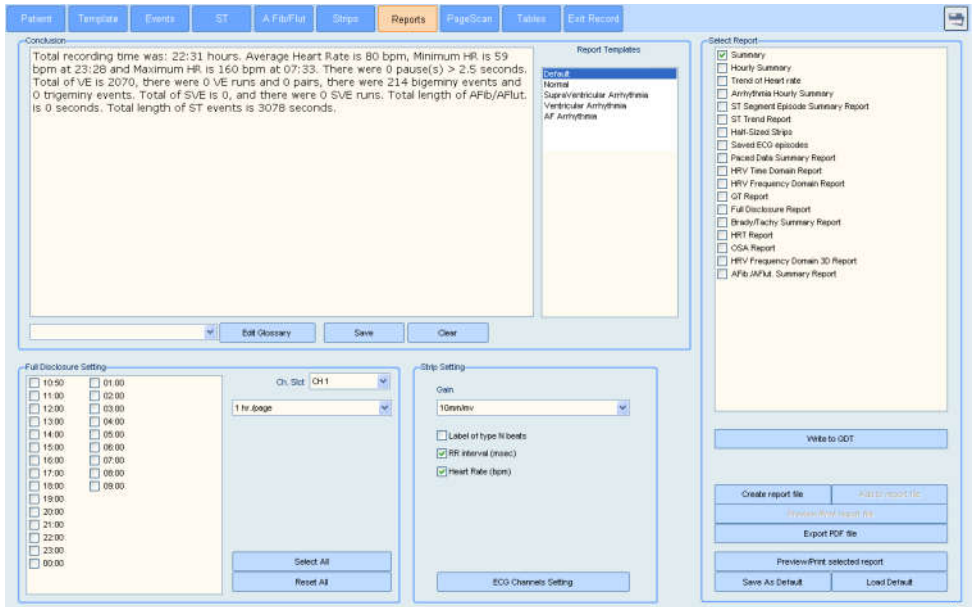 Patient Template Events ST A Fib/Flut Strips Reports PageScan Tables Exit Record
Conclusion
Total recording time was: 22:31 hours. Average Heart Rate is 80 bpm, Minimum HR is 59
bpm at 23:28 and Maximum HR is 160 bpm at 07:33. There were 0 pause(s) > 2.5 seconds.
Total of VE is 2070, there were 0 VE runs and 0 pairs, there were 214 bigeminy events and
0 trigeminy events. Total of SVE is 0, and there were 0 SVE runs. Total length of AFib/AFlut.
is 0 seconds. Total length of ST events is 3078 seconds.
Edit Glossary Save Clear
Report Templates
Default
Normal
SupraVentricular Arrhythmia
Ventricular Arrhythmia
AF Arrhythmia
Select Report
Summary
Hourly Summary
Trend of Heart rate
Arrhythmia Hourly Summary
ST Segment Episode Summary Report
ST Trend Report
Half-Sized Strips
Saved ECG episodes
Paced Data Summary Report
HRV Time Domain Report
HRV Frequency Domain Report
QT Report
Full Disclosure Report
Brady/Tachy Summary Report
HRT Report
OSA Report
HRV Frequency Domain 3D Report
AFib./AFlut. Summary Report
Full Disclosure Setting
10:50 01:00
11:00 02:00
12:00 03:00
13:00 04:00
14:00 05:00
15:00 06:00
16:00 07:00
17:00 08:00
18:00 09:00
19:00
20:00
21:00
22:00
23:00
00:00
Ch. Slct CH 1
1 hr./page
Select All
Reset All
Strip Setting
Gain
10mm/mv
Label of type N beats
RR interval (msec)
Heart Rate (bpm)
ECG Channels Setting
Write to GDT
Create report file Add to report file
Preview/Print report file
Export PDF file
Preview/Print selected report
Save As Default Load Default